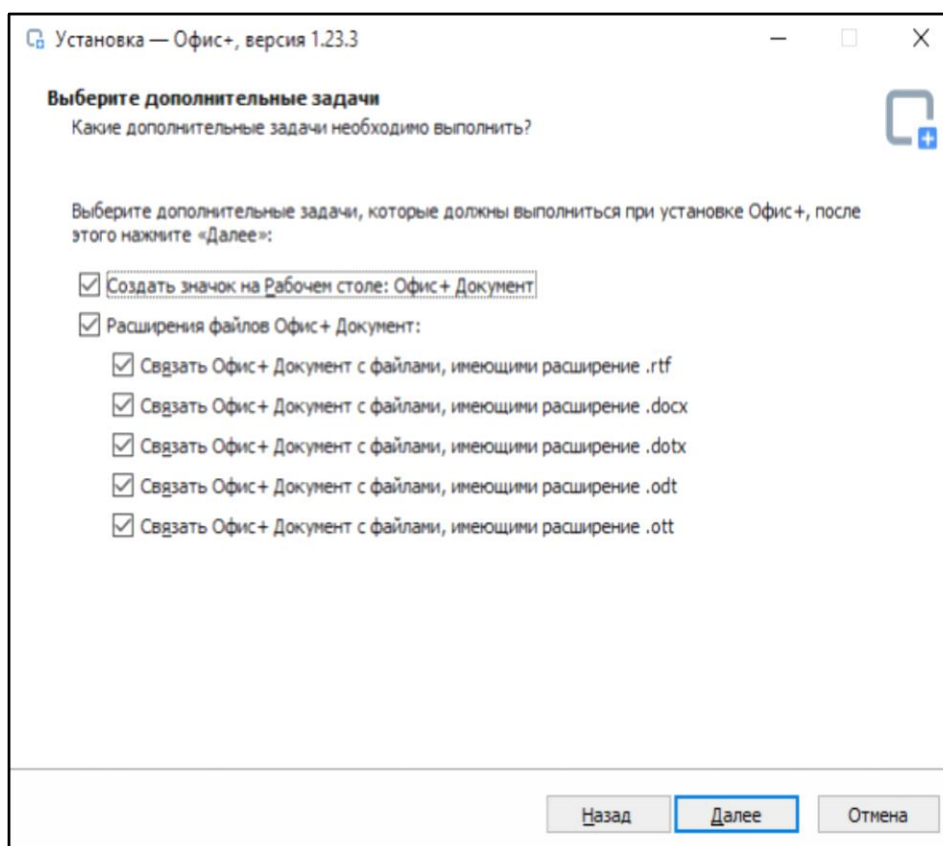 Установка — Офис+, версия 1.23.3
Выберите дополнительные задачи
Какие дополнительные задачи необходимо выполнить?
Выберите дополнительные задачи, которые должны выполниться при установке Офис+, после
этого нажмите «Далее»:
Создать значок на Рабочем столе: Офис+ Документ
Расширения файлов Офис+ Документ:
Связать Офис+ Документ с файлами, имеющими расширение .rtf
Связать Офис+ Документ с файлами, имеющими расширение .docx
Связать Офис+ Документ с файлами, имеющими расширение .dotx
Связать Офис+ Документ с файлами, имеющими расширение .odt
Связать Офис+ Документ с файлами, имеющими расширение .ott
Назад Далее Отмена